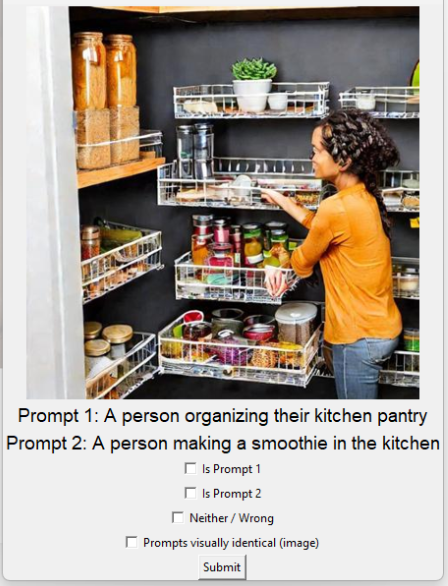 Prompt 1: A person organizing their kitchen pantry
Prompt 2: A person making a smoothie in the kitchen
Is Prompt 1
Is Prompt 2
Neither / Wrong
Prompts visually identical (image)
Submit